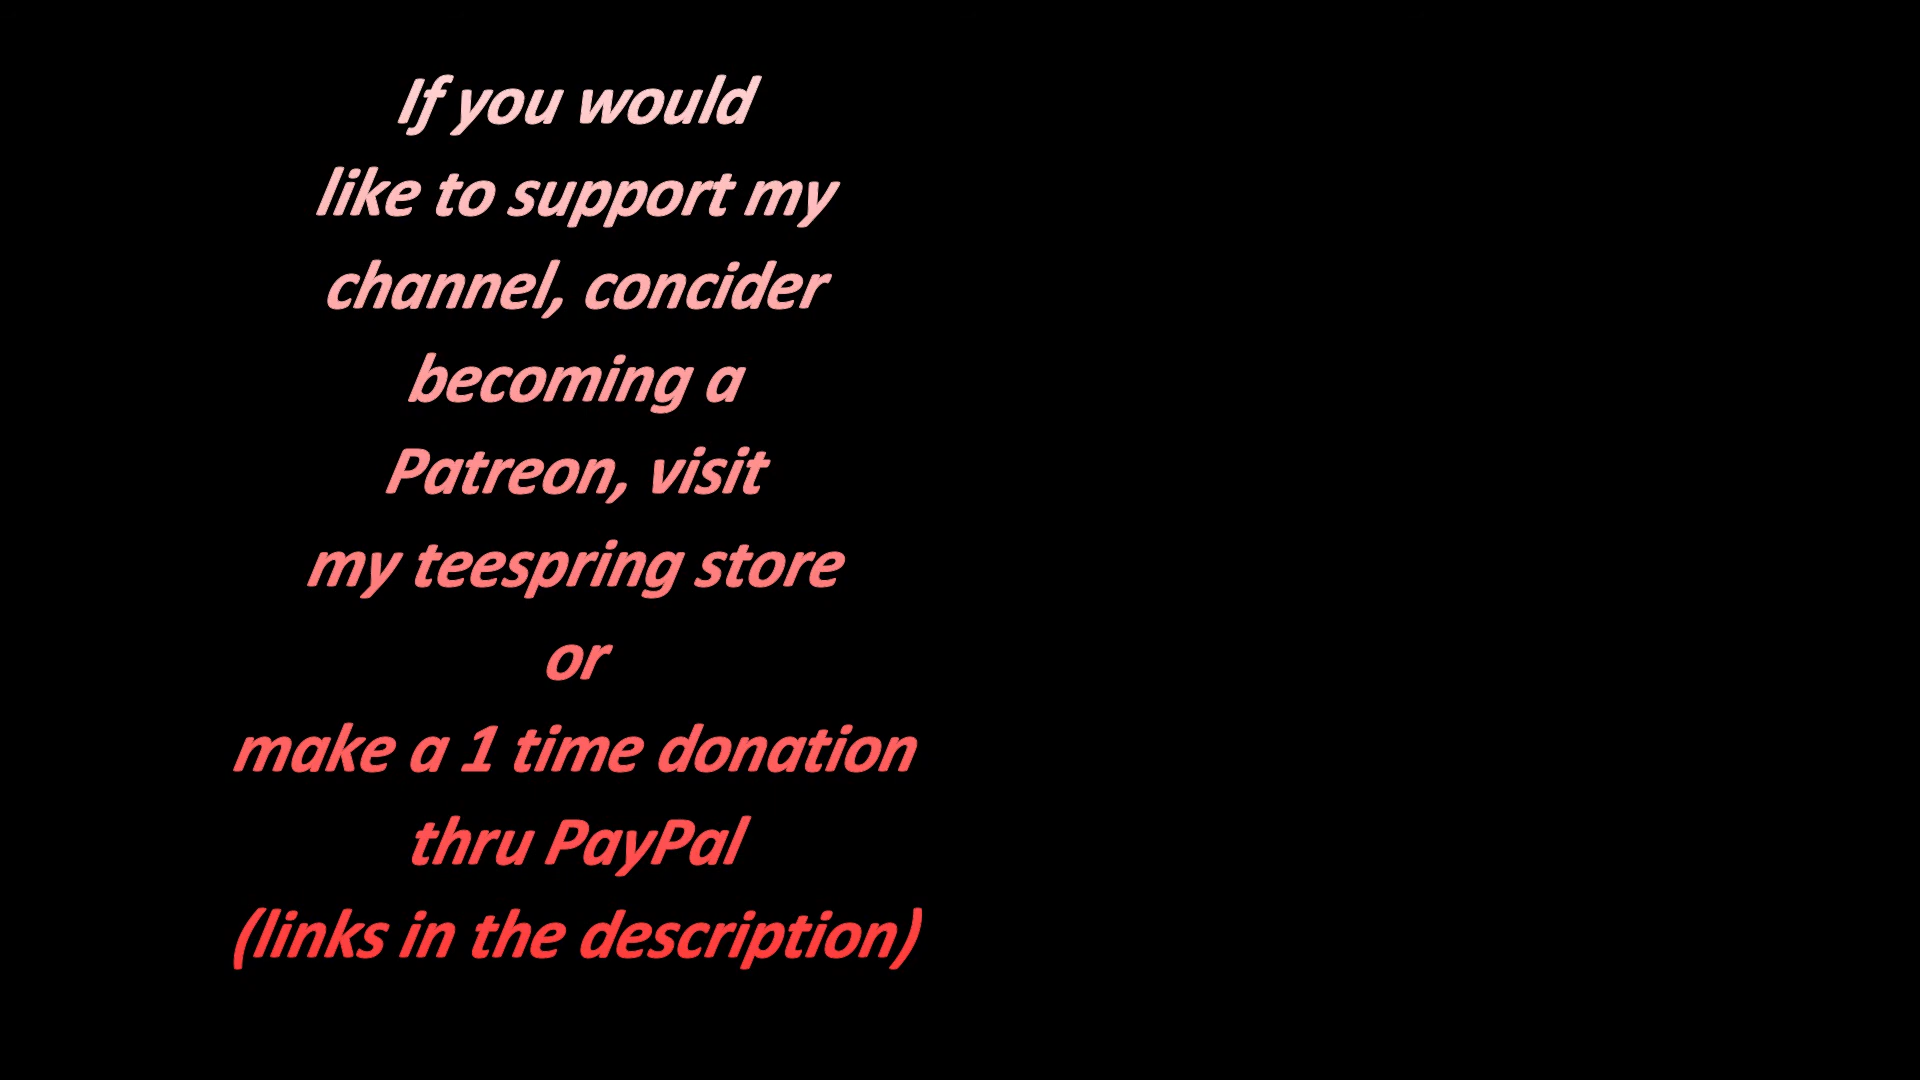 If you would
like to support my
channel, concider
becoming a
Patreon, visit
my teespring store
or
make a 1 time donation
thru PayPal
(links in the description)